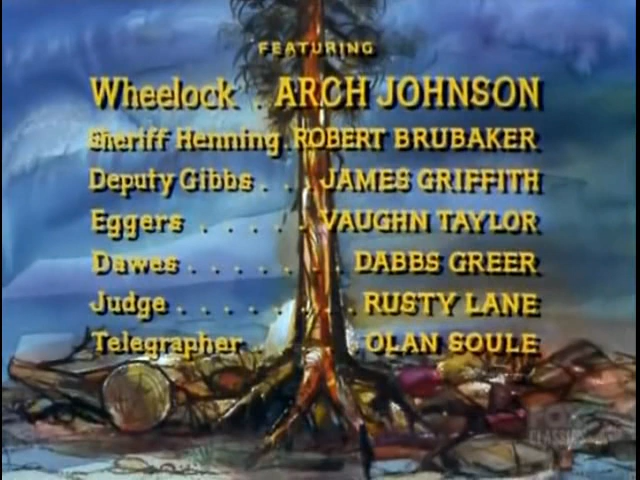 FEATURING
Wheelock . ARCH JOHNSON
Sheriff Henning . ROBERT BRUBAKER
Deputy Gibbs . . . JAMES GRIFFITH
Eggers . . . . . VAUGHN TAYLOR
Dawes . . . . . . . DABBS GREER
Judge . . . . . . . . RUSTY LANE
Telegrapher . . . . OLAN SOULE